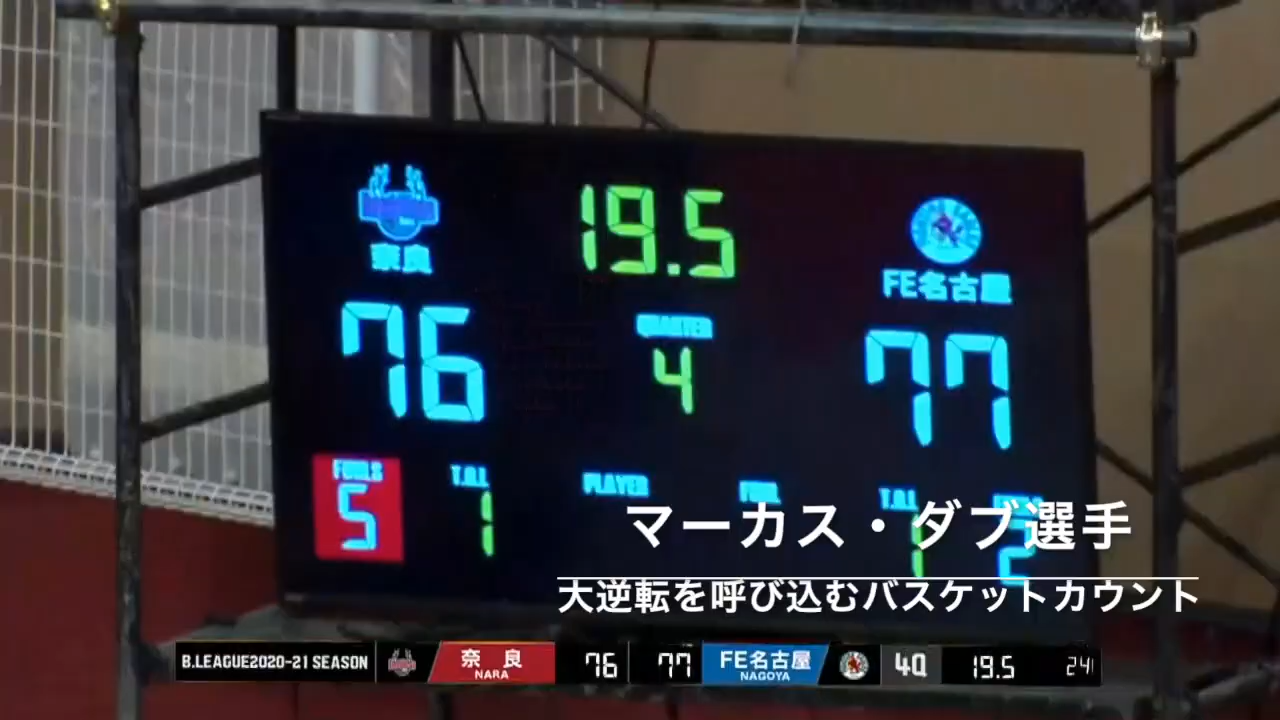 19.5
奈良
FE名古屋
76
QUARTER
4
77
FOULS
T.O.L
PLAYER
FOUL
T.O.L
5
1
1
2
マーカス・ダブ選手
大逆転を呼び込むバスケットカウント
B.LEAGUE2020-21 SEASON
奈良
NARA
76
77
FE名古屋
NAGOYA
4Q
19.5
24